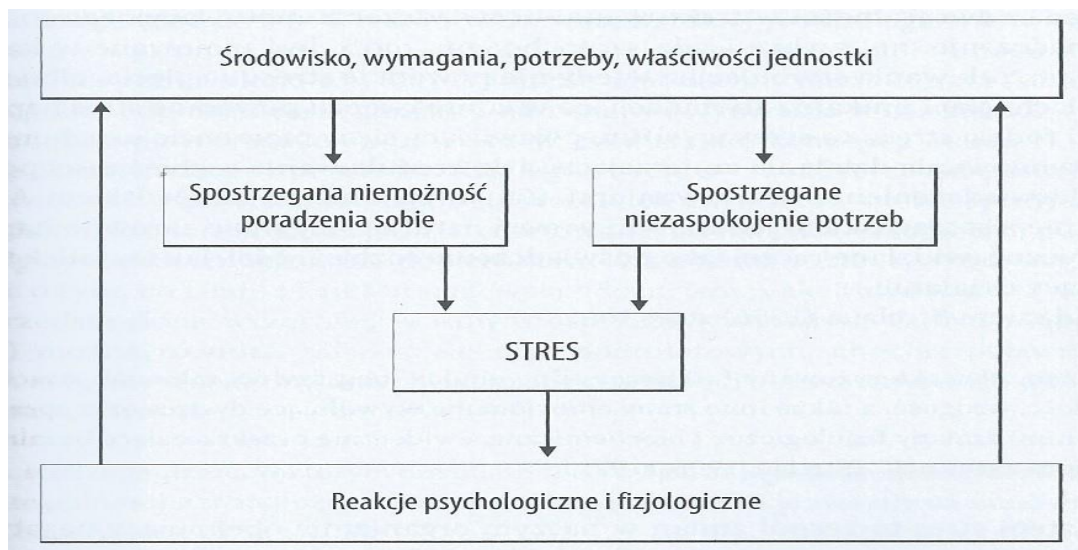 Środowisko, wymagania, potrzeby, właściwości jednostki
Spostrzegana niemożność
poradzenia sobie
Spostrzegane
niezaspokojenie potrzeb
STRES
Reakcje psychologiczne i fizjologiczne